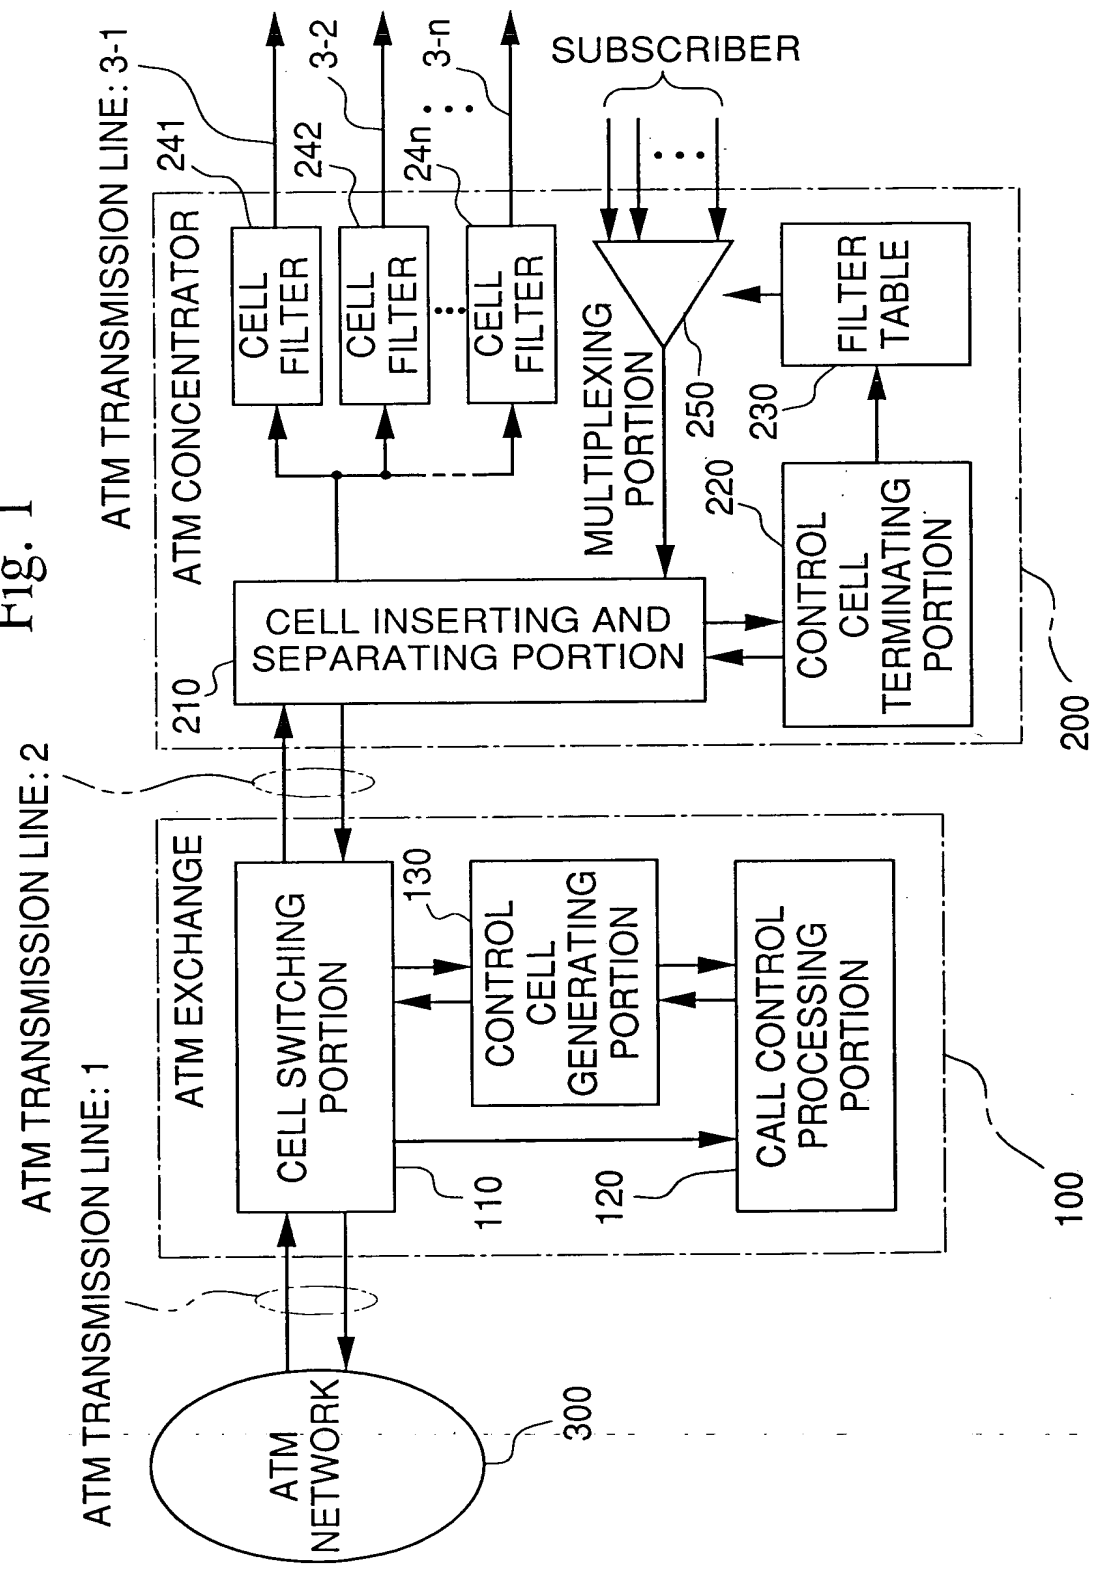 Fig. 1
ATM TRANSMISSION LINE: 1
ATM TRANSMISSION LINE: 2
ATM TRANSMISSION LINE: 3-1
ATM
NETWORK
300
ATM EXCHANGE
CELL SWITCHING
PORTION
110
CONTROL
CELL
GENERATING
PORTION
130
CALL CONTROL
PROCESSING
PORTION
120
100
ATM CONCENTRATOR
210
CELL INSERTING AND
SEPARATING PORTION
CELL
FILTER
241
CELL
FILTER
242
3-2
CELL
FILTER
24n
3-n
SUBSCRIBER
MULTIPLEXING
PORTION
250
220
CONTROL
CELL
TERMINATING
PORTION
230
FILTER
TABLE
200